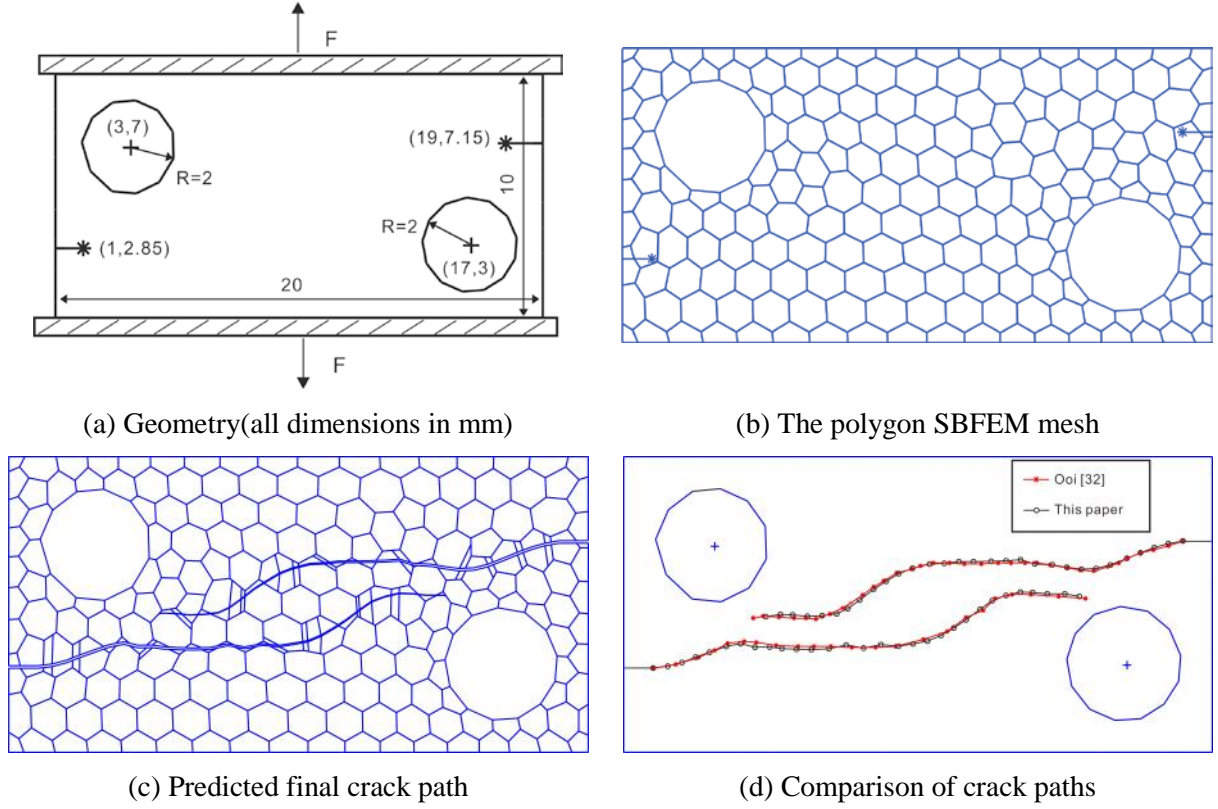 F
(3,7)
(19,7.15)
R=2
10
R=2
(1,2.85)
(17,3)
20
F
(a) Geometry(all dimensions in mm)
(b) The polygon SBFEM mesh
Ooi [32]
This paper
(c) Predicted final crack path
(d) Comparison of crack paths